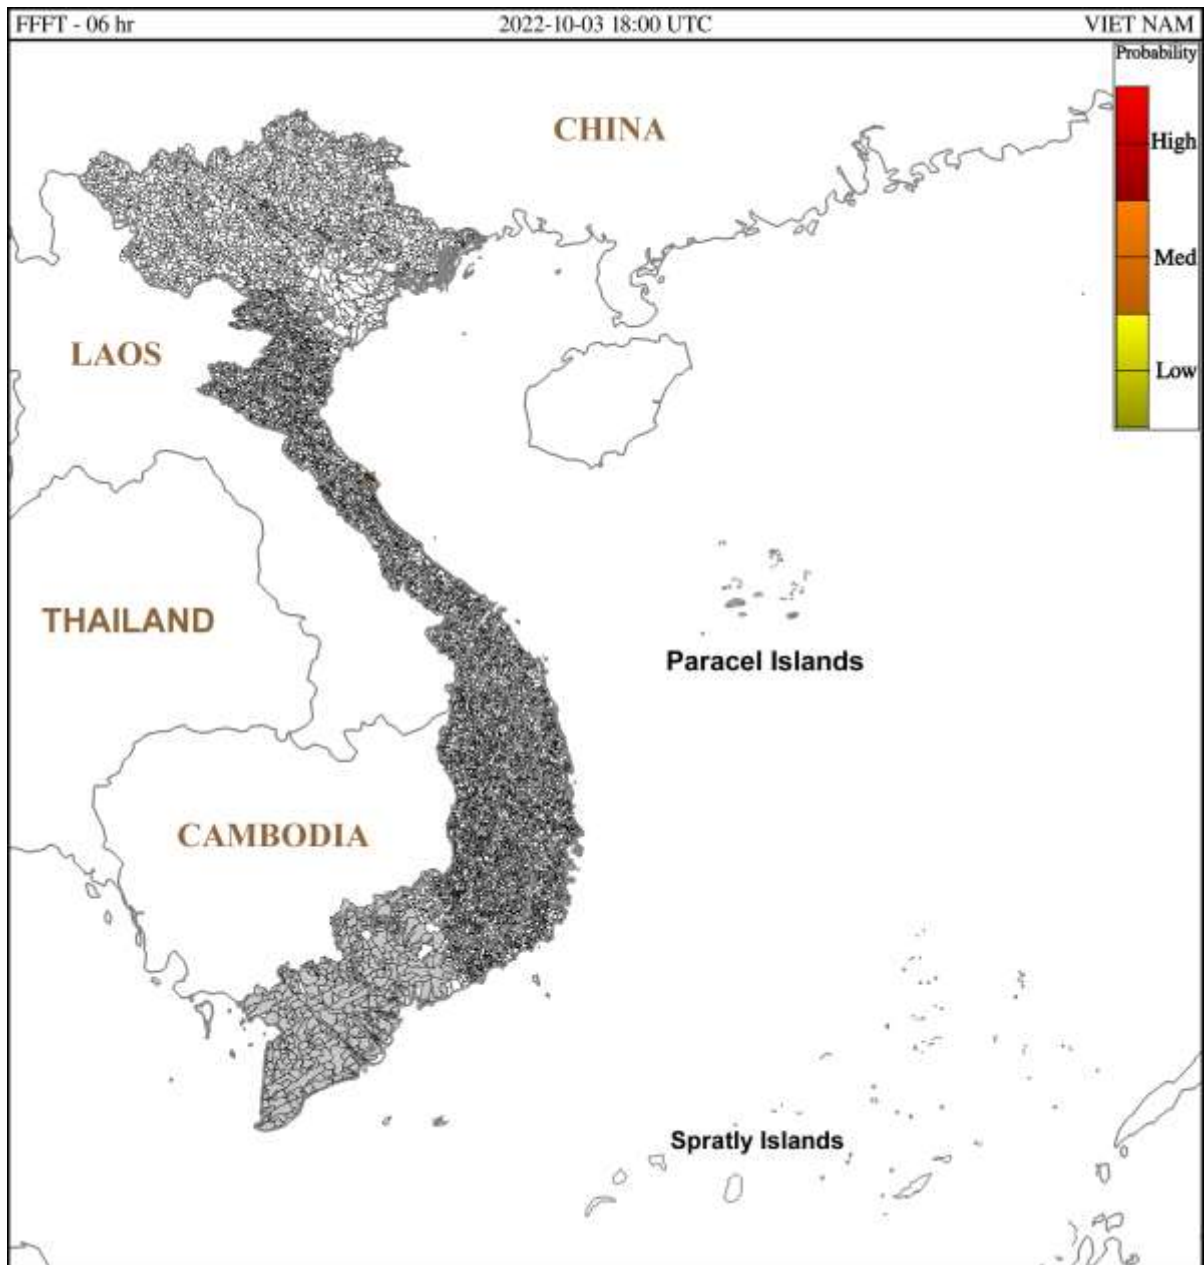 FFFT - 06 hr 2022-10-03 18:00 UTC VIET NAM
Probability
CHINA
High
Med
LAOS
Low
THAILAND
Paracel Islands
CAMBODIA
Spratly Islands